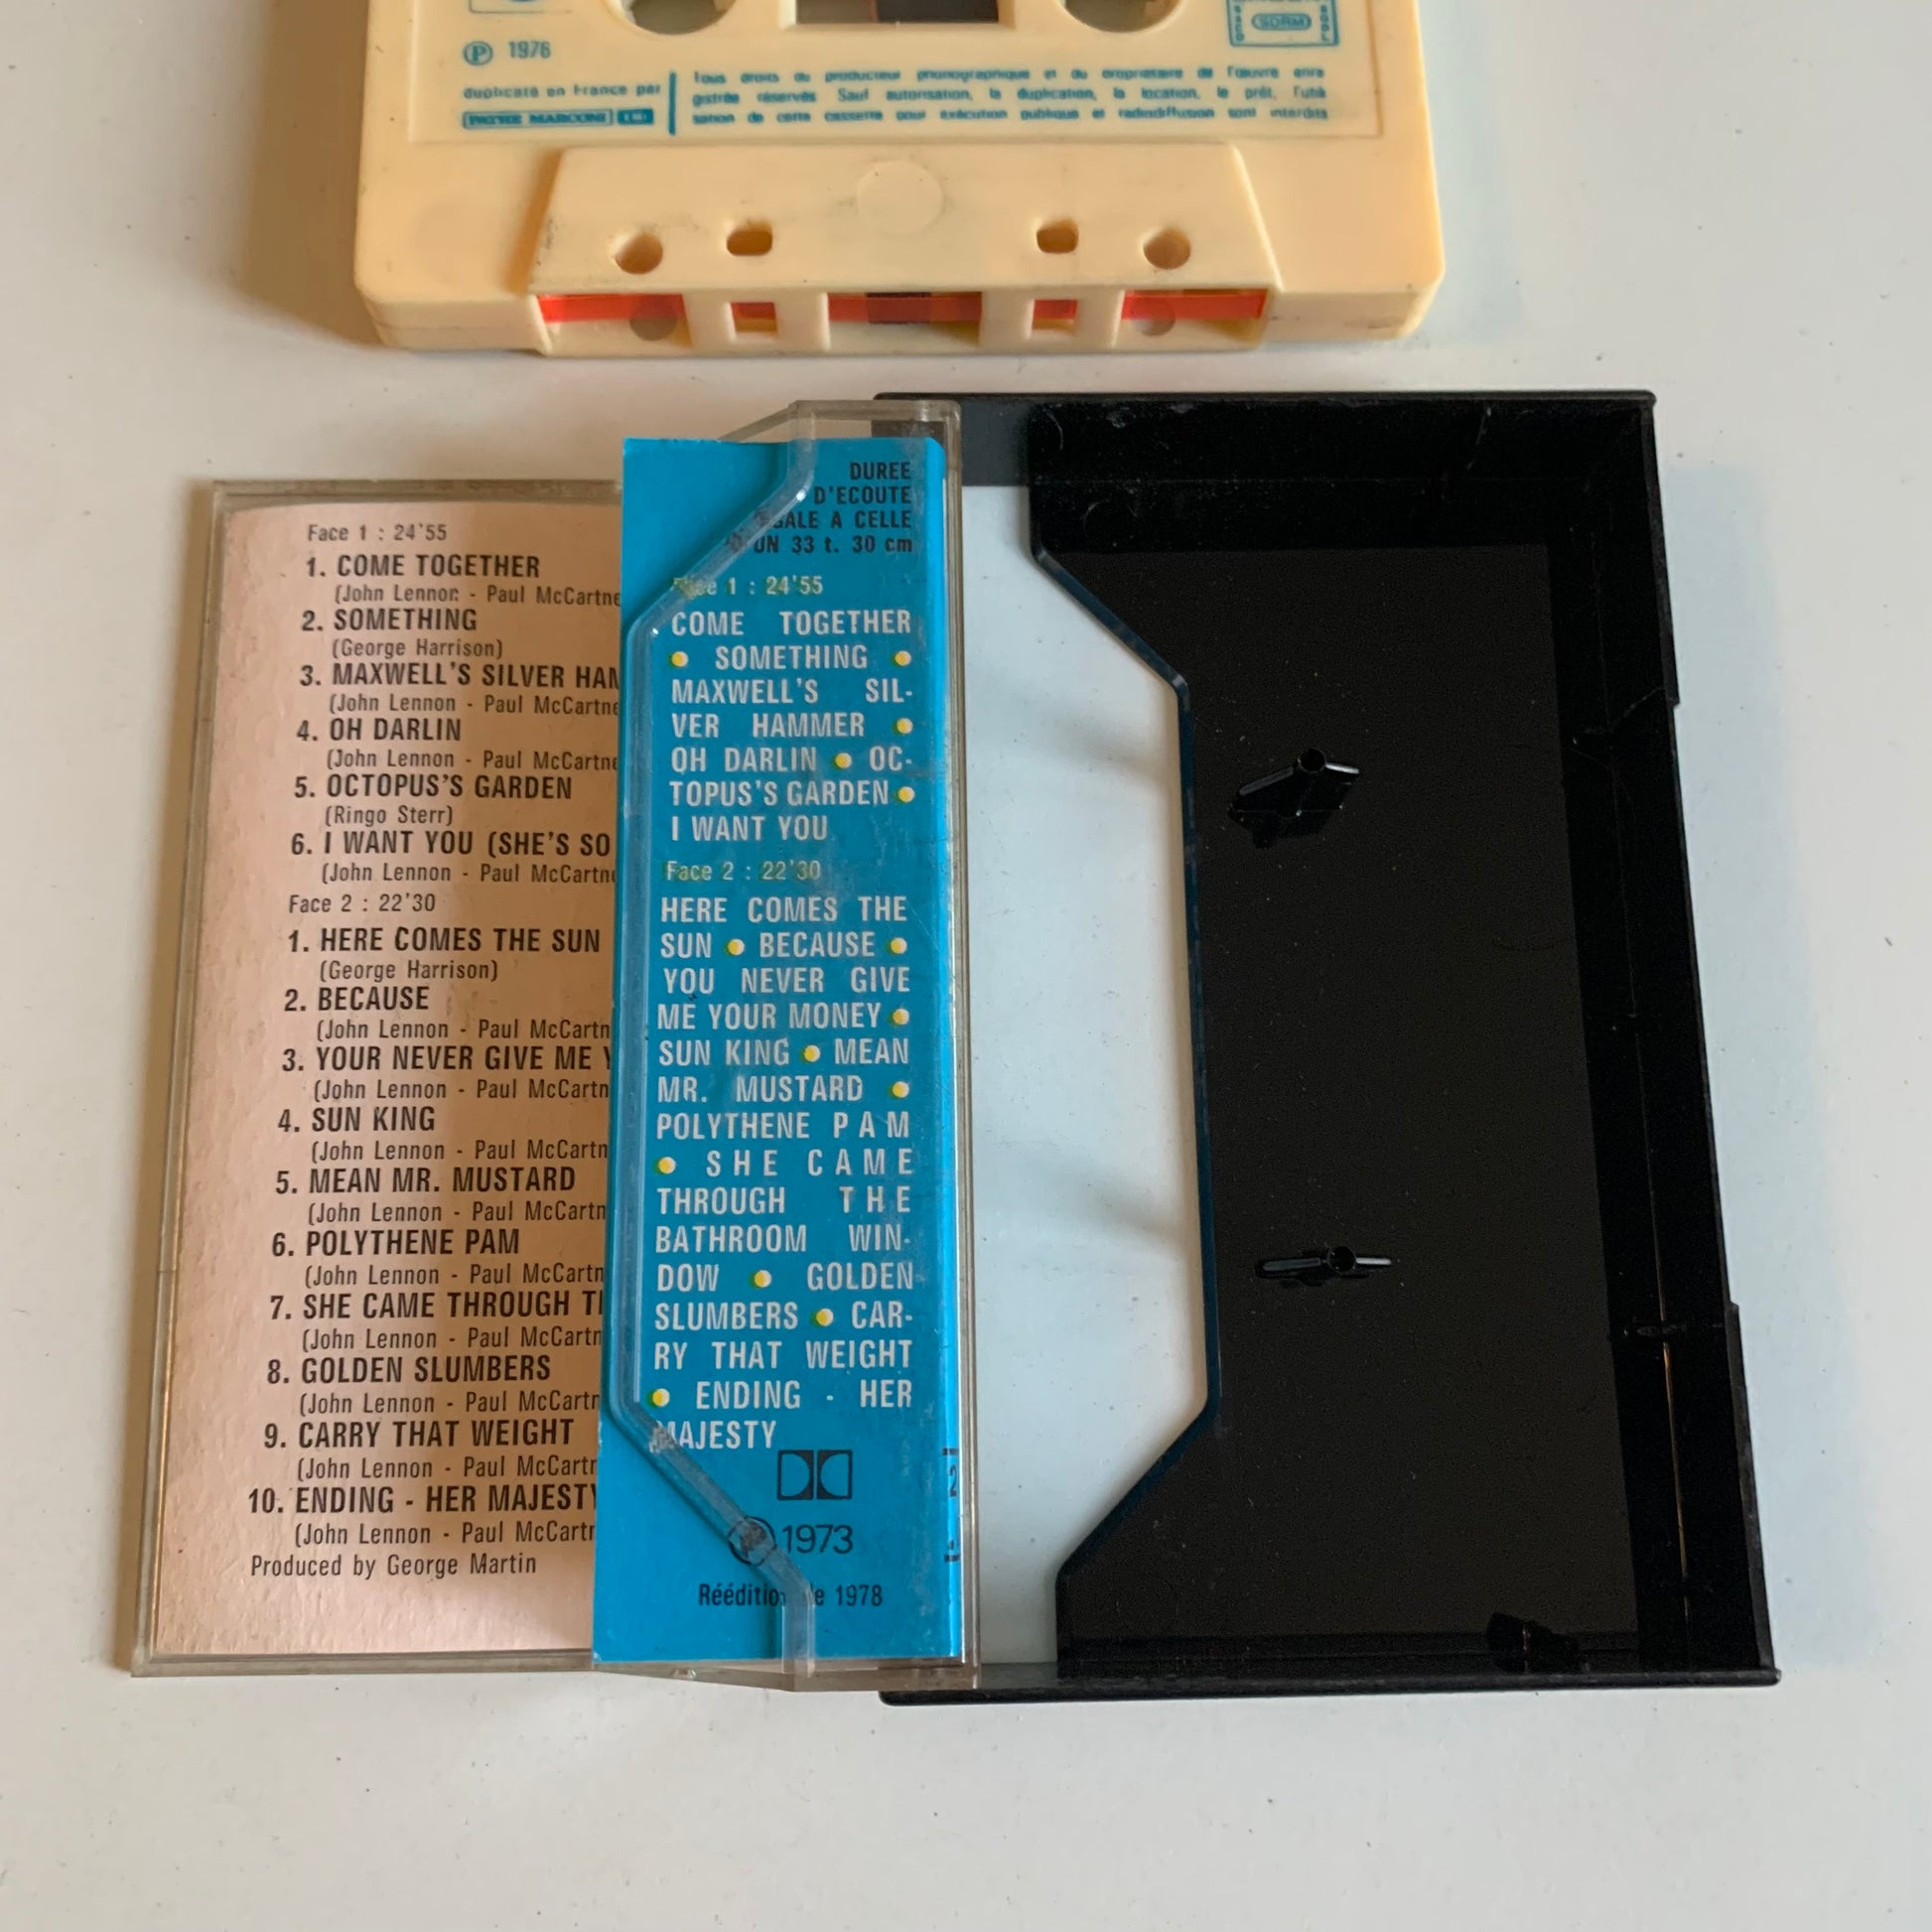 SDRM
Ⓟ 1976
duplicaté en France par
PATHE MARCONI EMI
Tous droits du producteur phonographique et du propriétaire de l'œuvre enre
gistrée réservés Sauf autorisation, la duplication, la location, le prêt, l'utili
sation de cette cassette pour exécution publique et radiodiffusion sont interdits
Face 1 : 24'55
1. COME TOGETHER
(John Lennon - Paul McCartne
2. SOMETHING
(George Harrison)
3. MAXWELL'S SILVER HAM
(John Lennon - Paul McCartne
4. OH DARLIN
(John Lennon - Paul McCartne
5. OCTOPUS'S GARDEN
(Ringo Sterr)
6. I WANT YOU (SHE'S SO
(John Lennon - Paul McCartne
Face 2 : 22'30
1. HERE COMES THE SUN
(George Harrison)
2. BECAUSE
(John Lennon - Paul McCartn
3. YOUR NEVER GIVE ME Y
(John Lennon - Paul McCartn
4. SUN KING
(John Lennon - Paul McCartn
5. MEAN MR. MUSTARD
(John Lennon - Paul McCartn
6. POLYTHENE PAM
(John Lennon - Paul McCartn
7. SHE CAME THROUGH TH
(John Lennon - Paul McCartn
8. GOLDEN SLUMBERS
(John Lennon - Paul McCartn
9. CARRY THAT WEIGHT
(John Lennon - Paul McCartn
10. ENDING - HER MAJESTY
(John Lennon - Paul McCartn
Produced by George Martin
DUREE
D'ECOUTE
EGALE A CELLE
D'UN 33 t. 30 cm
Face 1 : 24'55
COME TOGETHER
• SOMETHING •
MAXWELL'S SIL-
VER HAMMER •
OH DARLIN • OC-
TOPUS'S GARDEN •
I WANT YOU
Face 2 : 22'30
HERE COMES THE
SUN • BECAUSE •
YOU NEVER GIVE
ME YOUR MONEY •
SUN KING • MEAN
MR. MUSTARD •
POLYTHENE PAM
• SHE CAME
THROUGH THE
BATHROOM WIN-
DOW • GOLDEN
SLUMBERS • CAR-
RY THAT WEIGHT
• ENDING - HER
MAJESTY
Ⓟ 1973
Réédition de 1978